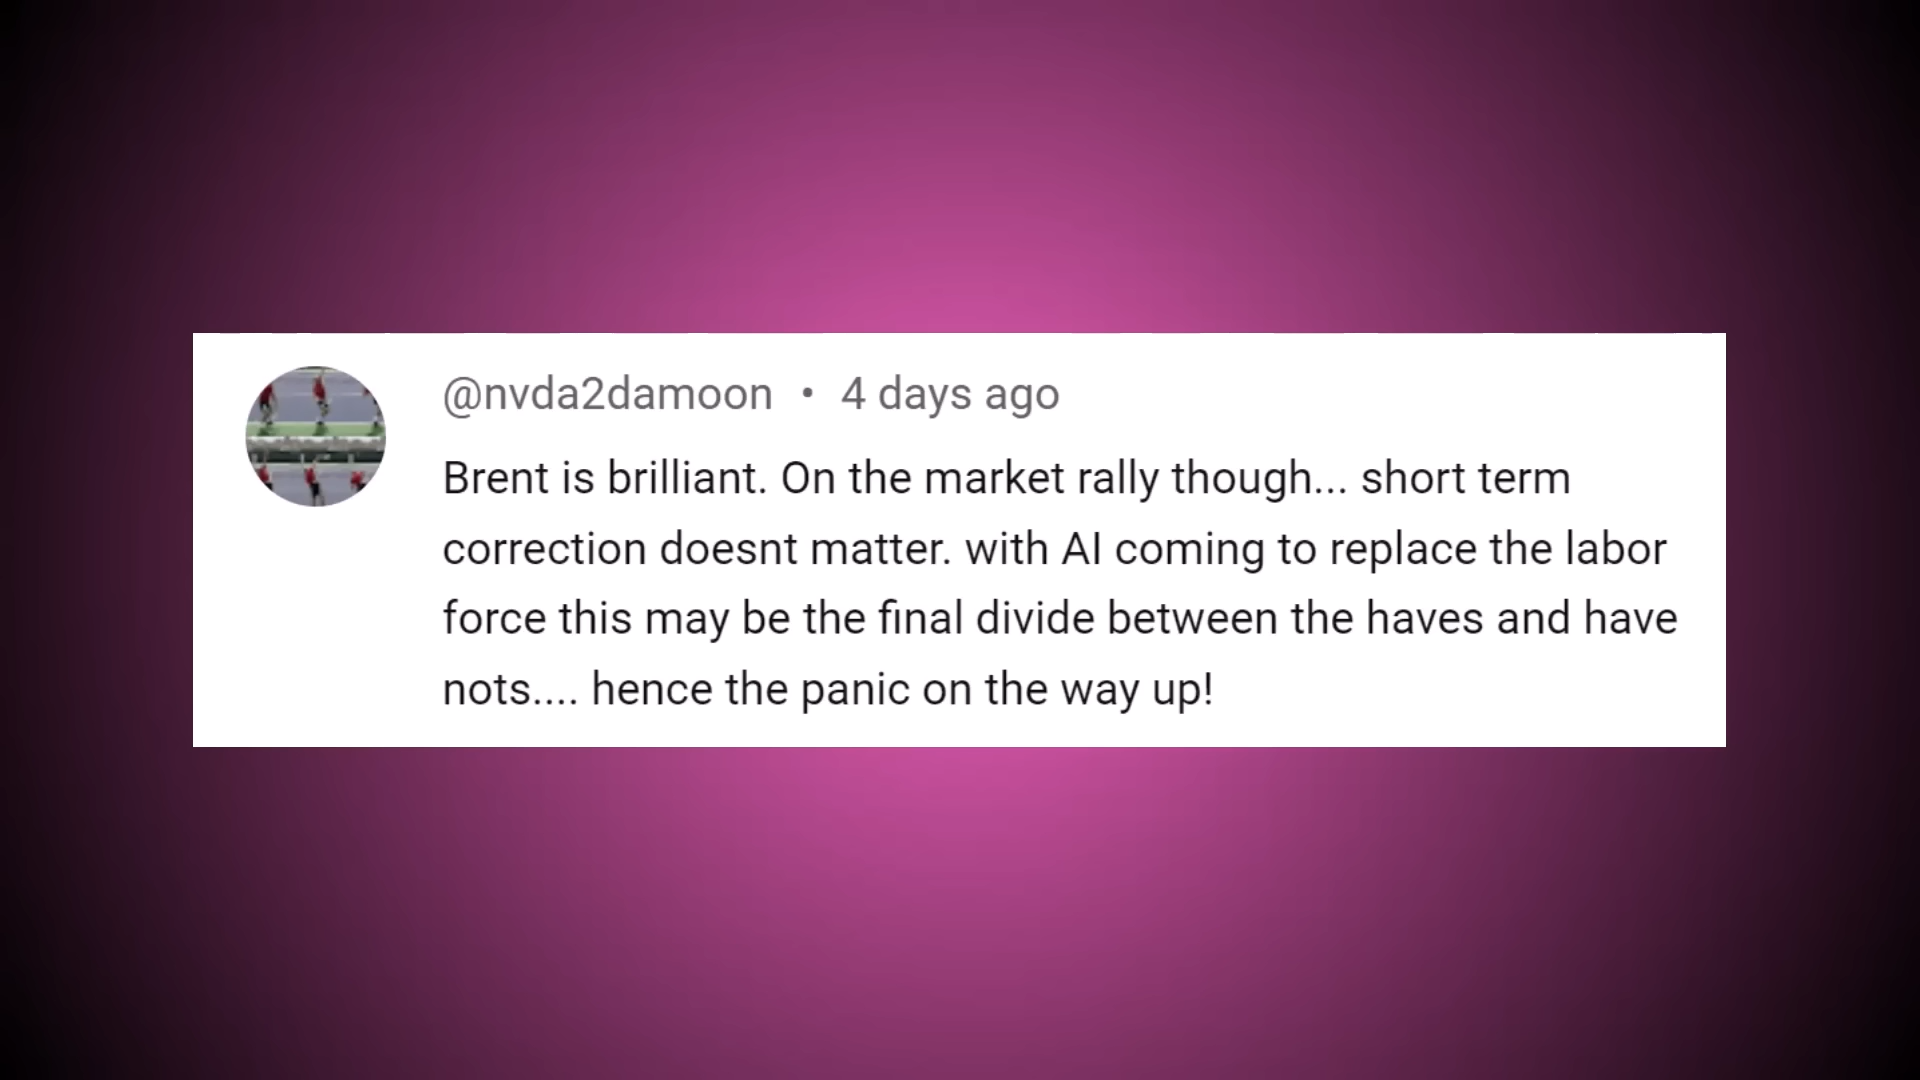 @nvda2damoon • 4 days ago
Brent is brilliant. On the market rally though... short term
correction doesnt matter. with AI coming to replace the labor
force this may be the final divide between the haves and have
nots.... hence the panic on the way up!